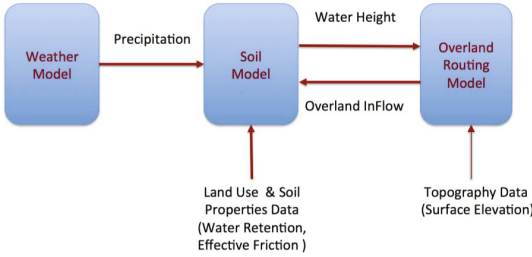 Weather
Model
Precipitation
Soil
Model
Water Height
Overland InFlow
Overland
Routing
Model
Land Use & Soil
Properties Data
(Water Retention,
Effective Friction )
Topography Data
(Surface Elevation)